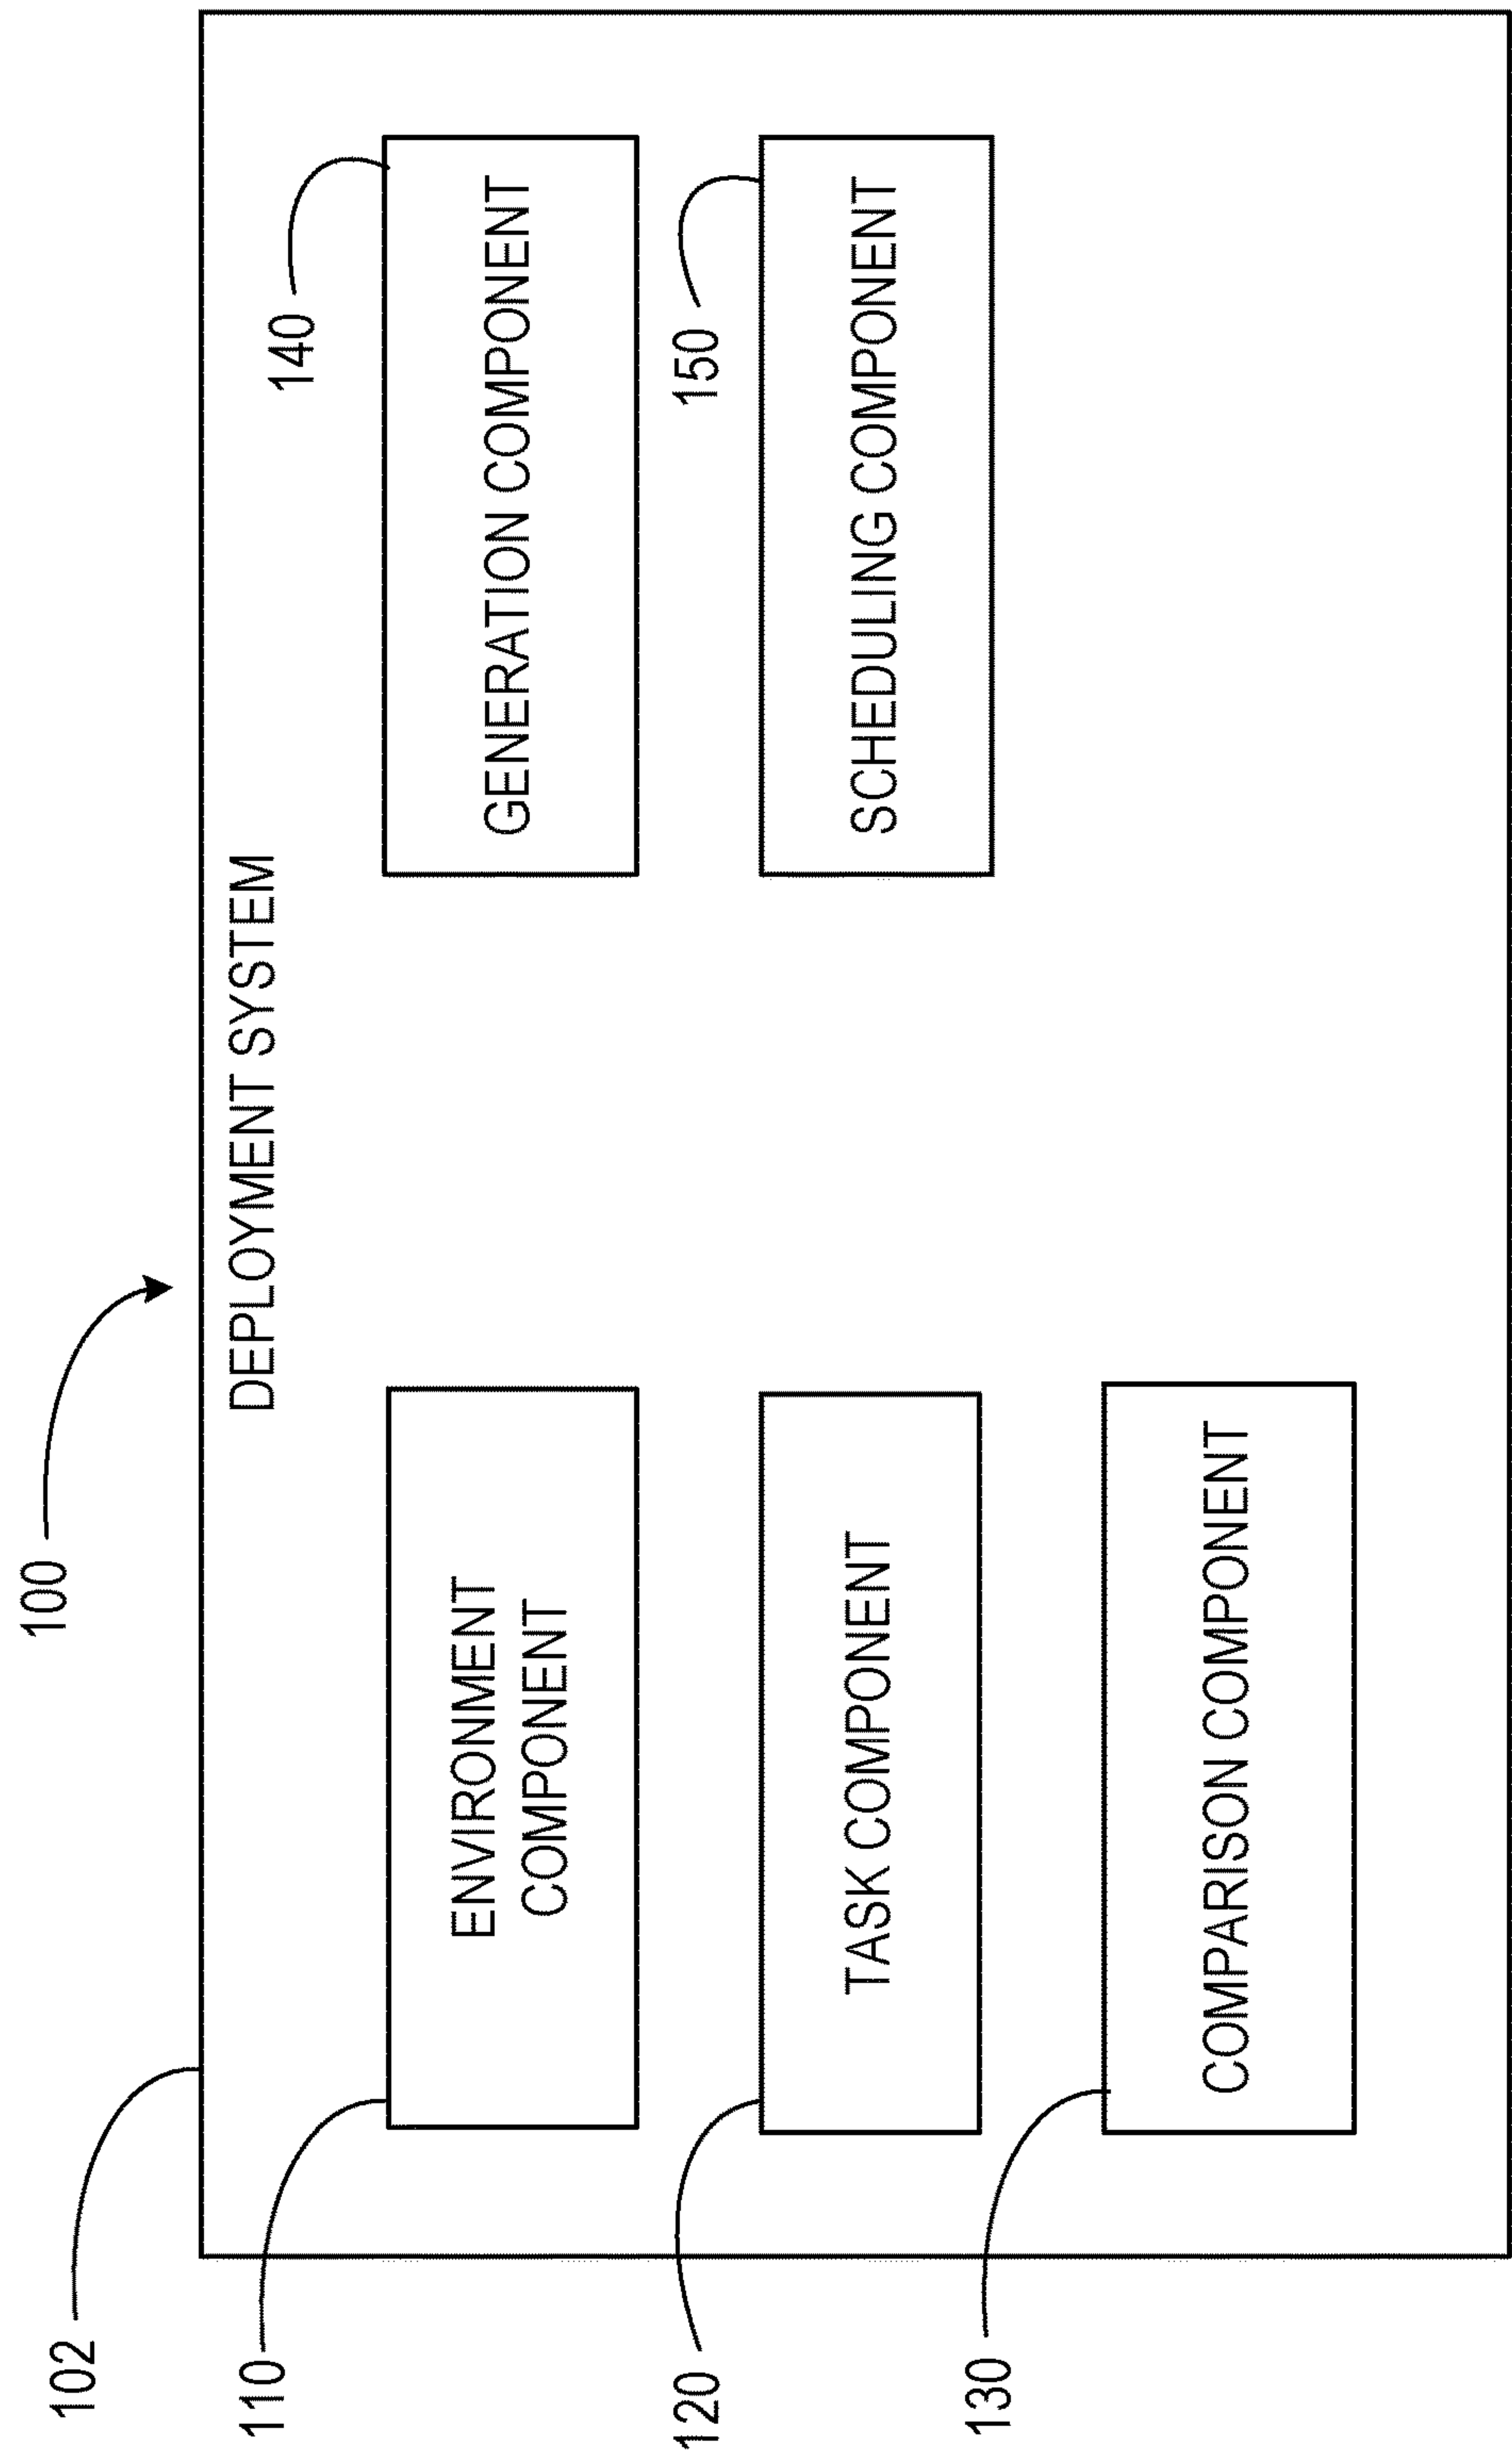 100
102
DEPLOYMENT SYSTEM
110
ENVIRONMENT
COMPONENT
120
TASK COMPONENT
130
COMPARISON COMPONENT
140
GENERATION COMPONENT
150
SCHEDULING COMPONENT